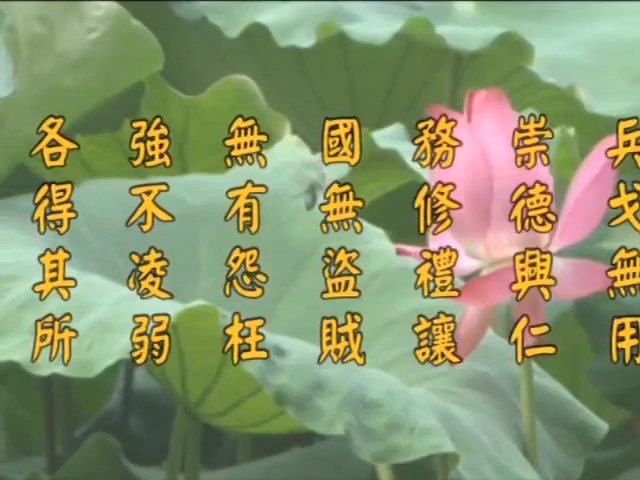 兵戈無用
崇德興仁
務修禮讓
國無盜賊
無有怨枉
強不凌弱
各得其所